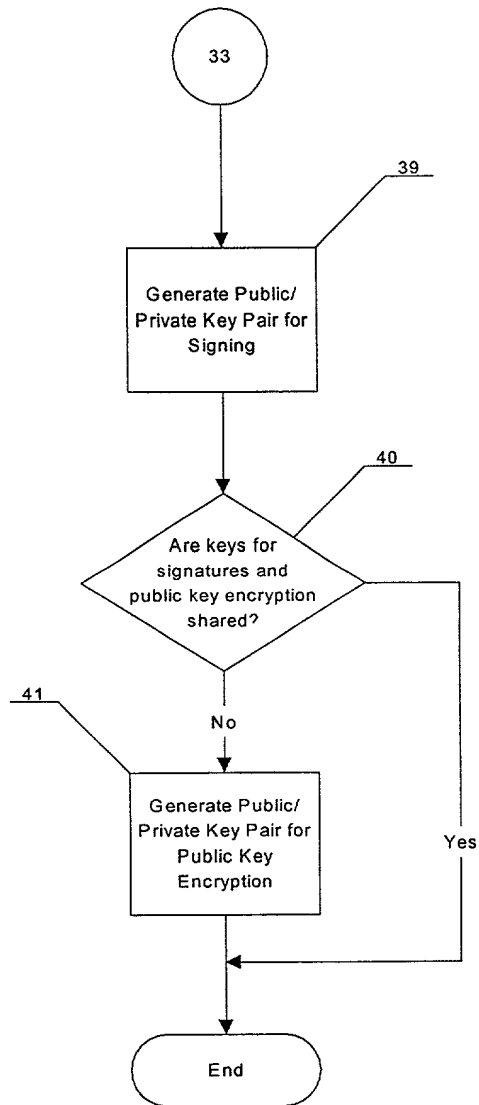 33
39
Generate Public/
Private Key Pair for
Signing
40
Are keys for
signatures and
public key encryption
shared?
41
No
Generate Public/
Private Key Pair for
Public Key
Encryption
Yes
End